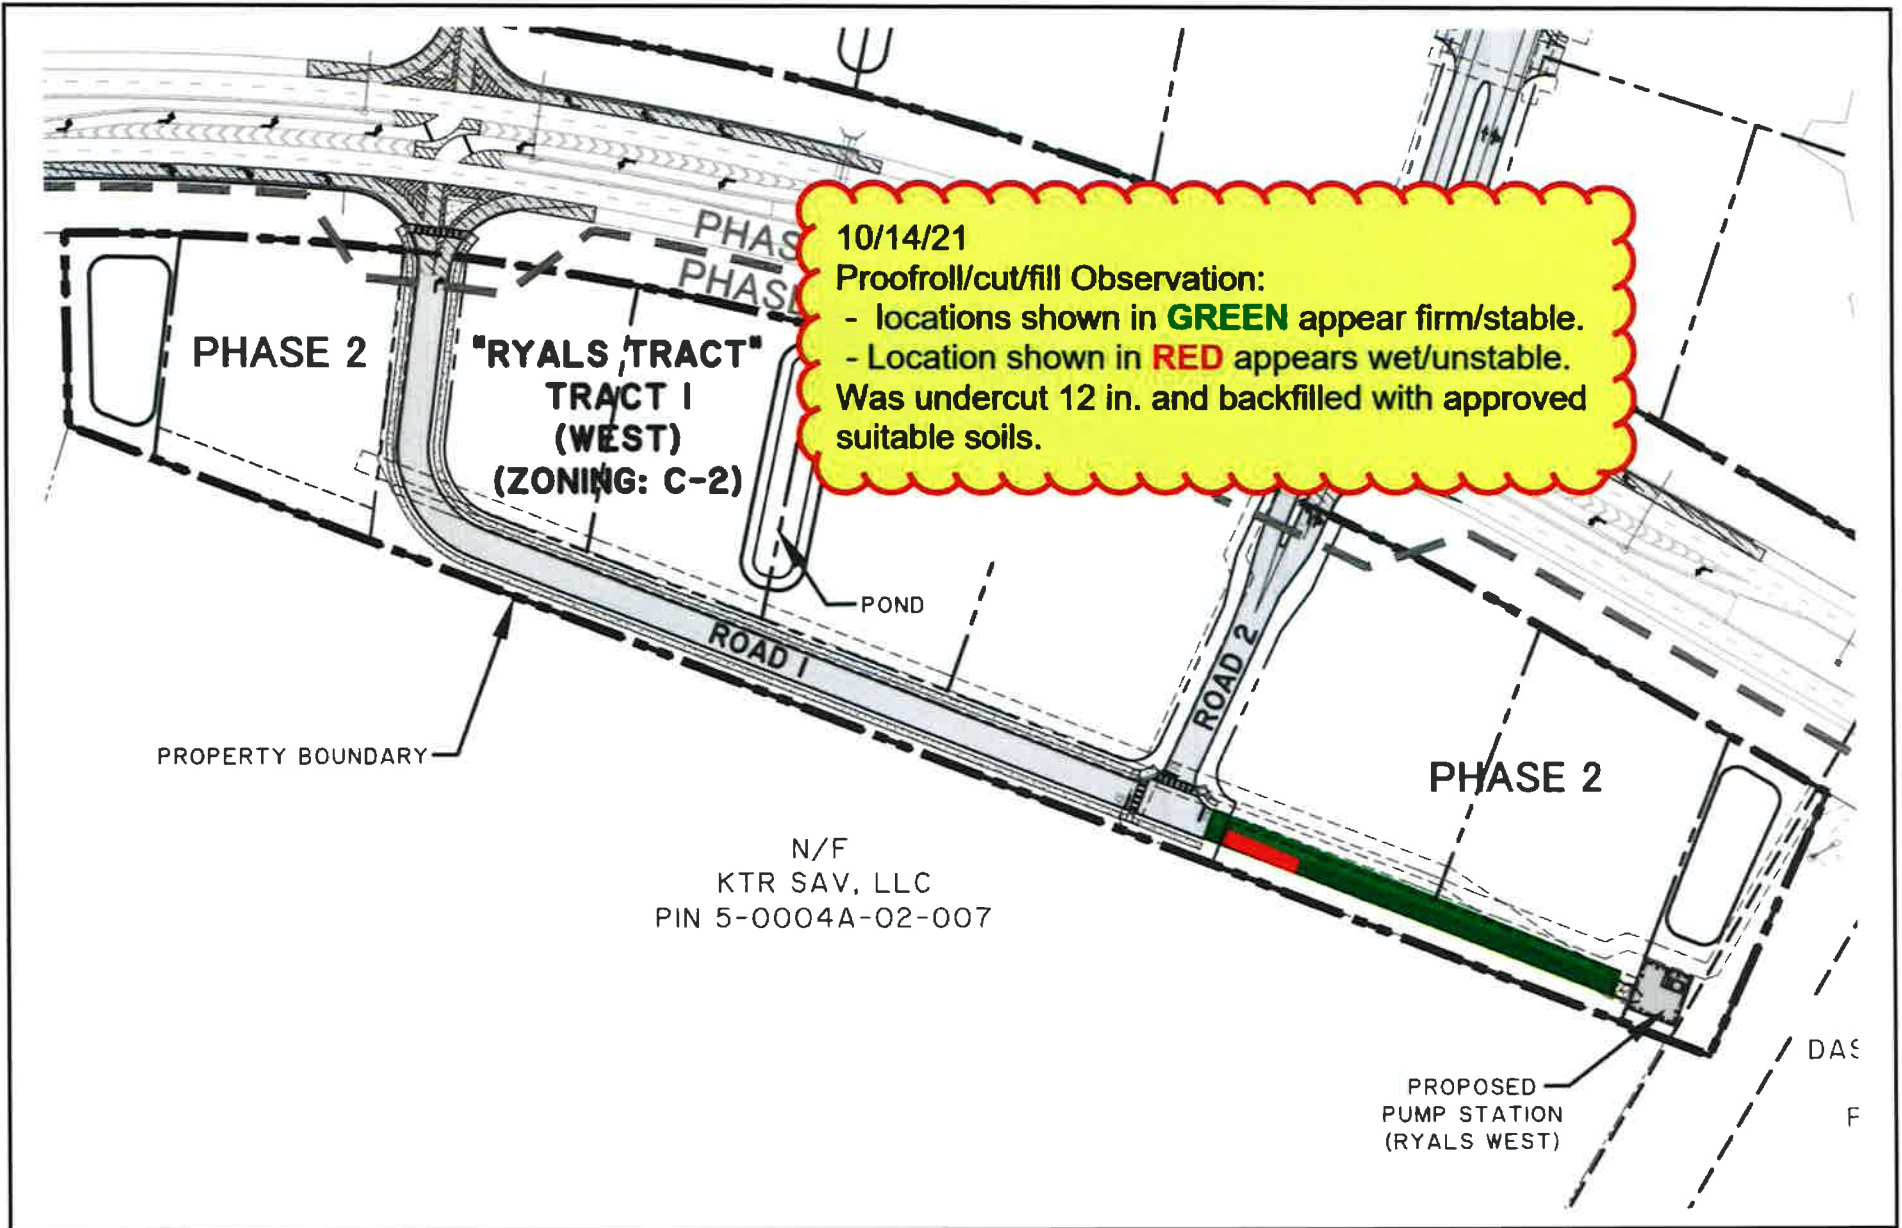 PHAS
PHASE
10/14/21
Proofroll/cut/fill Observation:
- locations shown in GREEN appear firm/stable.
- Location shown in RED appears wet/unstable.
Was undercut 12 in. and backfilled with approved
suitable soils.
PHASE 2
"RYALS TRACT"
TRACT I
(WEST)
(ZONING: C-2)
POND
ROAD 1
ROAD 2
PROPERTY BOUNDARY
PHASE 2
N/F
KTR SAV, LLC
PIN 5-0004A-02-007
DAS
PROPOSED
PUMP STATION
(RYALS WEST)
F